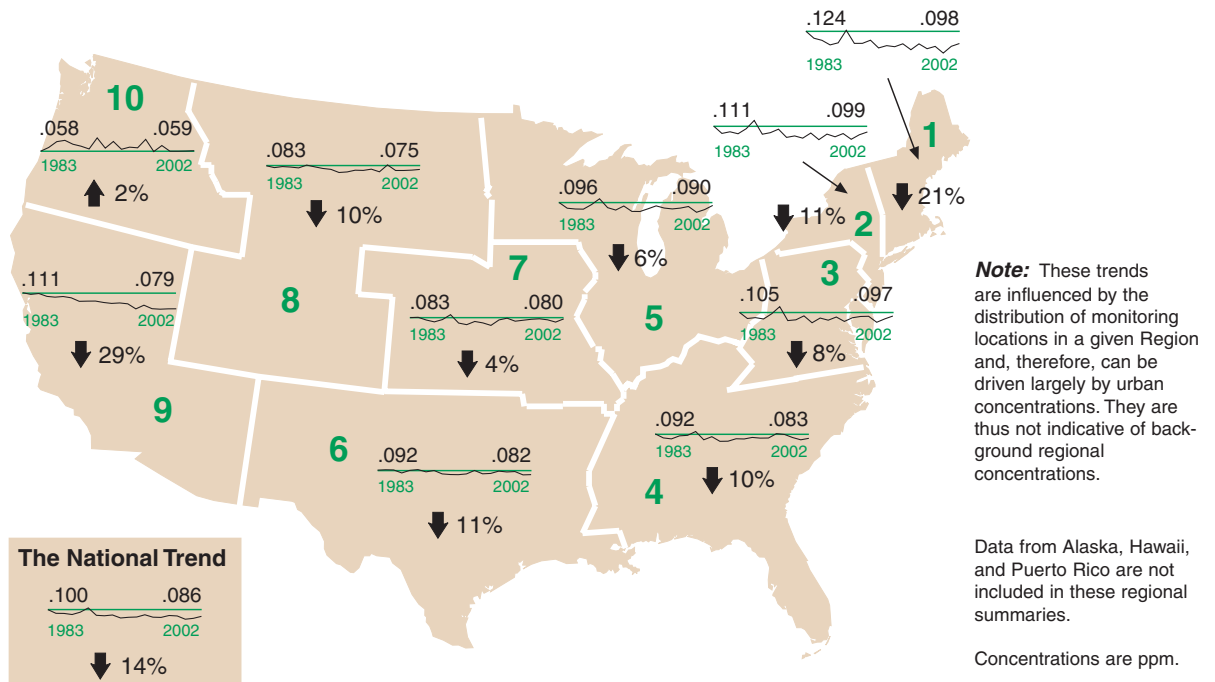 .124 .098
1983 2002
.111 .099
1983 2002
1
21%
11%
2
10
.058 .059
1983 2002
2%
.083 .075
1983 2002
10%
.096 .090
1983 2002
6%
3
.105 .097
1983 2002
8%
7
.083 .080
1983 2002
4%
8
5
.111 .079
1983 2002
29%
9
6
.092 .082
1983 2002
11%
.092 .083
1983 2002
4
10%
The National Trend
.100 .086
1983 2002
14%
Note: These trends
are influenced by the
distribution of monitoring
locations in a given Region
and, therefore, can be
driven largely by urban
concentrations. They are
thus not indicative of back-
ground regional
concentrations.
Data from Alaska, Hawaii,
and Puerto Rico are not
included in these regional
summaries.
Concentrations are ppm.